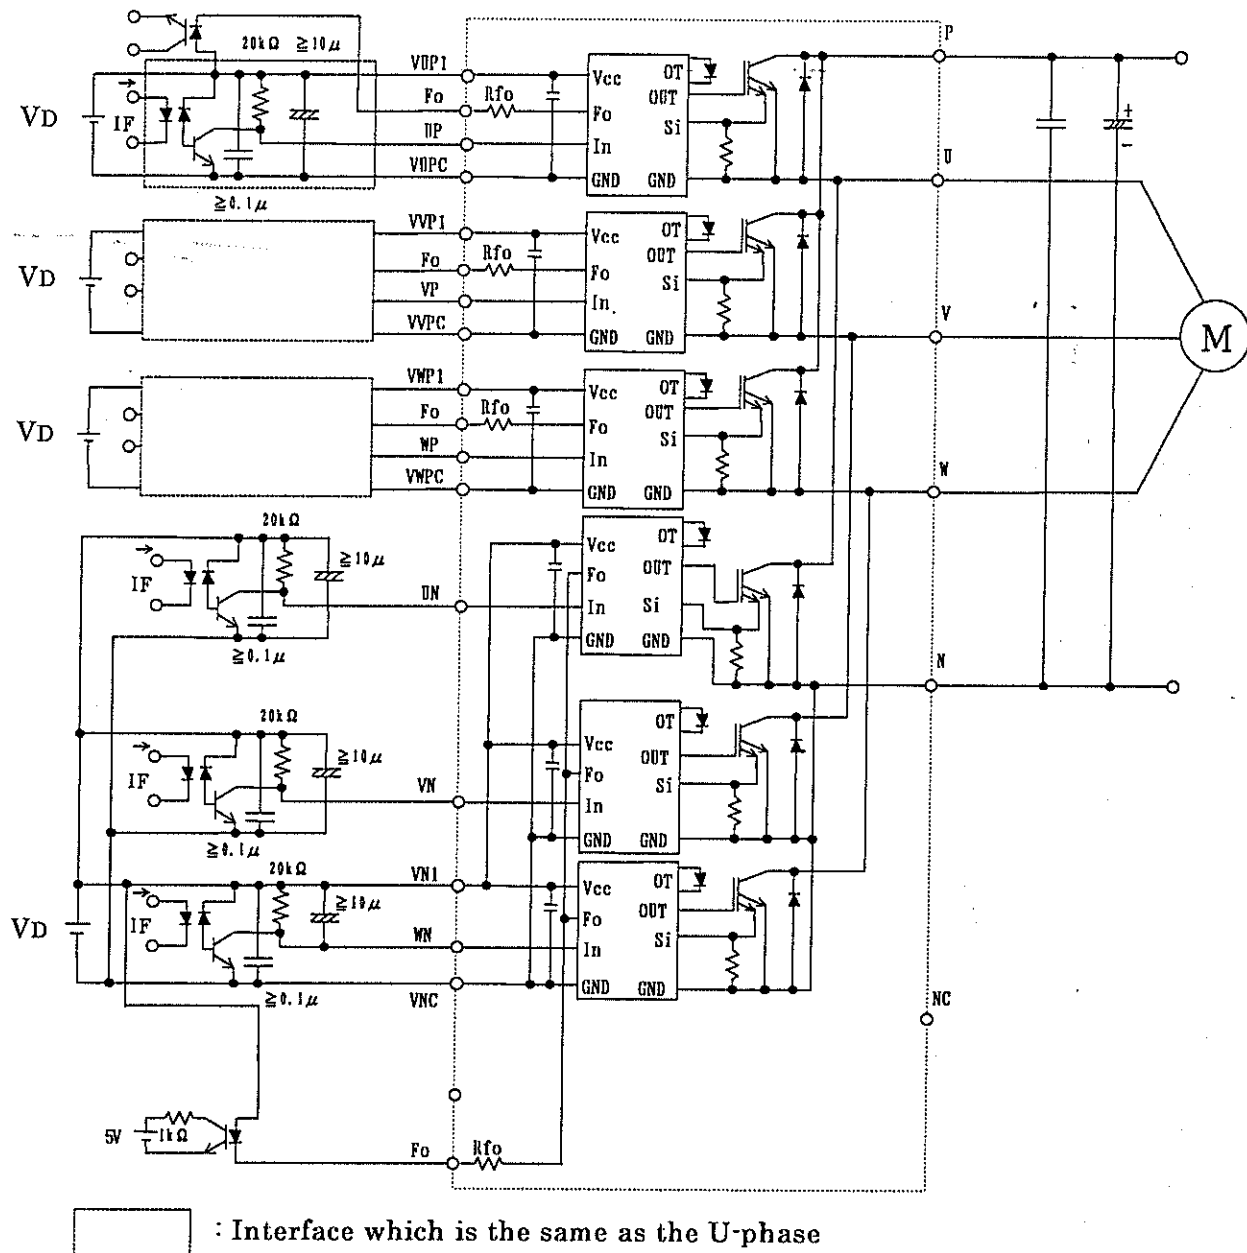 20kΩ ≧10μ
P
VUP1
Vcc
OT
VD
IF
Fo
Rfo
Fo
OUT
+
UP
In
Si
-
U
VUPC
GND GND
≧0.1μ
VVP1
Vcc
OT
Fo
Rfo
Fo
OUT
VD
VP
In
Si
V
VVPC
GND GND
M
VWP1
Vcc
OT
Fo
Rfo
Fo
OUT
VD
WP
In
Si
W
VWPC
GND GND
20kΩ
≧10μ
Vcc
OT
IF
Fo
OUT
UN
In
Si
GND GND
≧0.1μ
N
20kΩ
OT
≧10μ
Vcc
OUT
IF
Fo
Si
VN
In
≧0.1μ
GND GND
20kΩ
VN1
Vcc
OT
≧10μ
IF
Fo
OUT
VD
WN
In
Si
VNC
GND GND
≧0.1μ
NC
5V
1kΩ
Fo
Rfo
: Interface which is the same as the U-phase